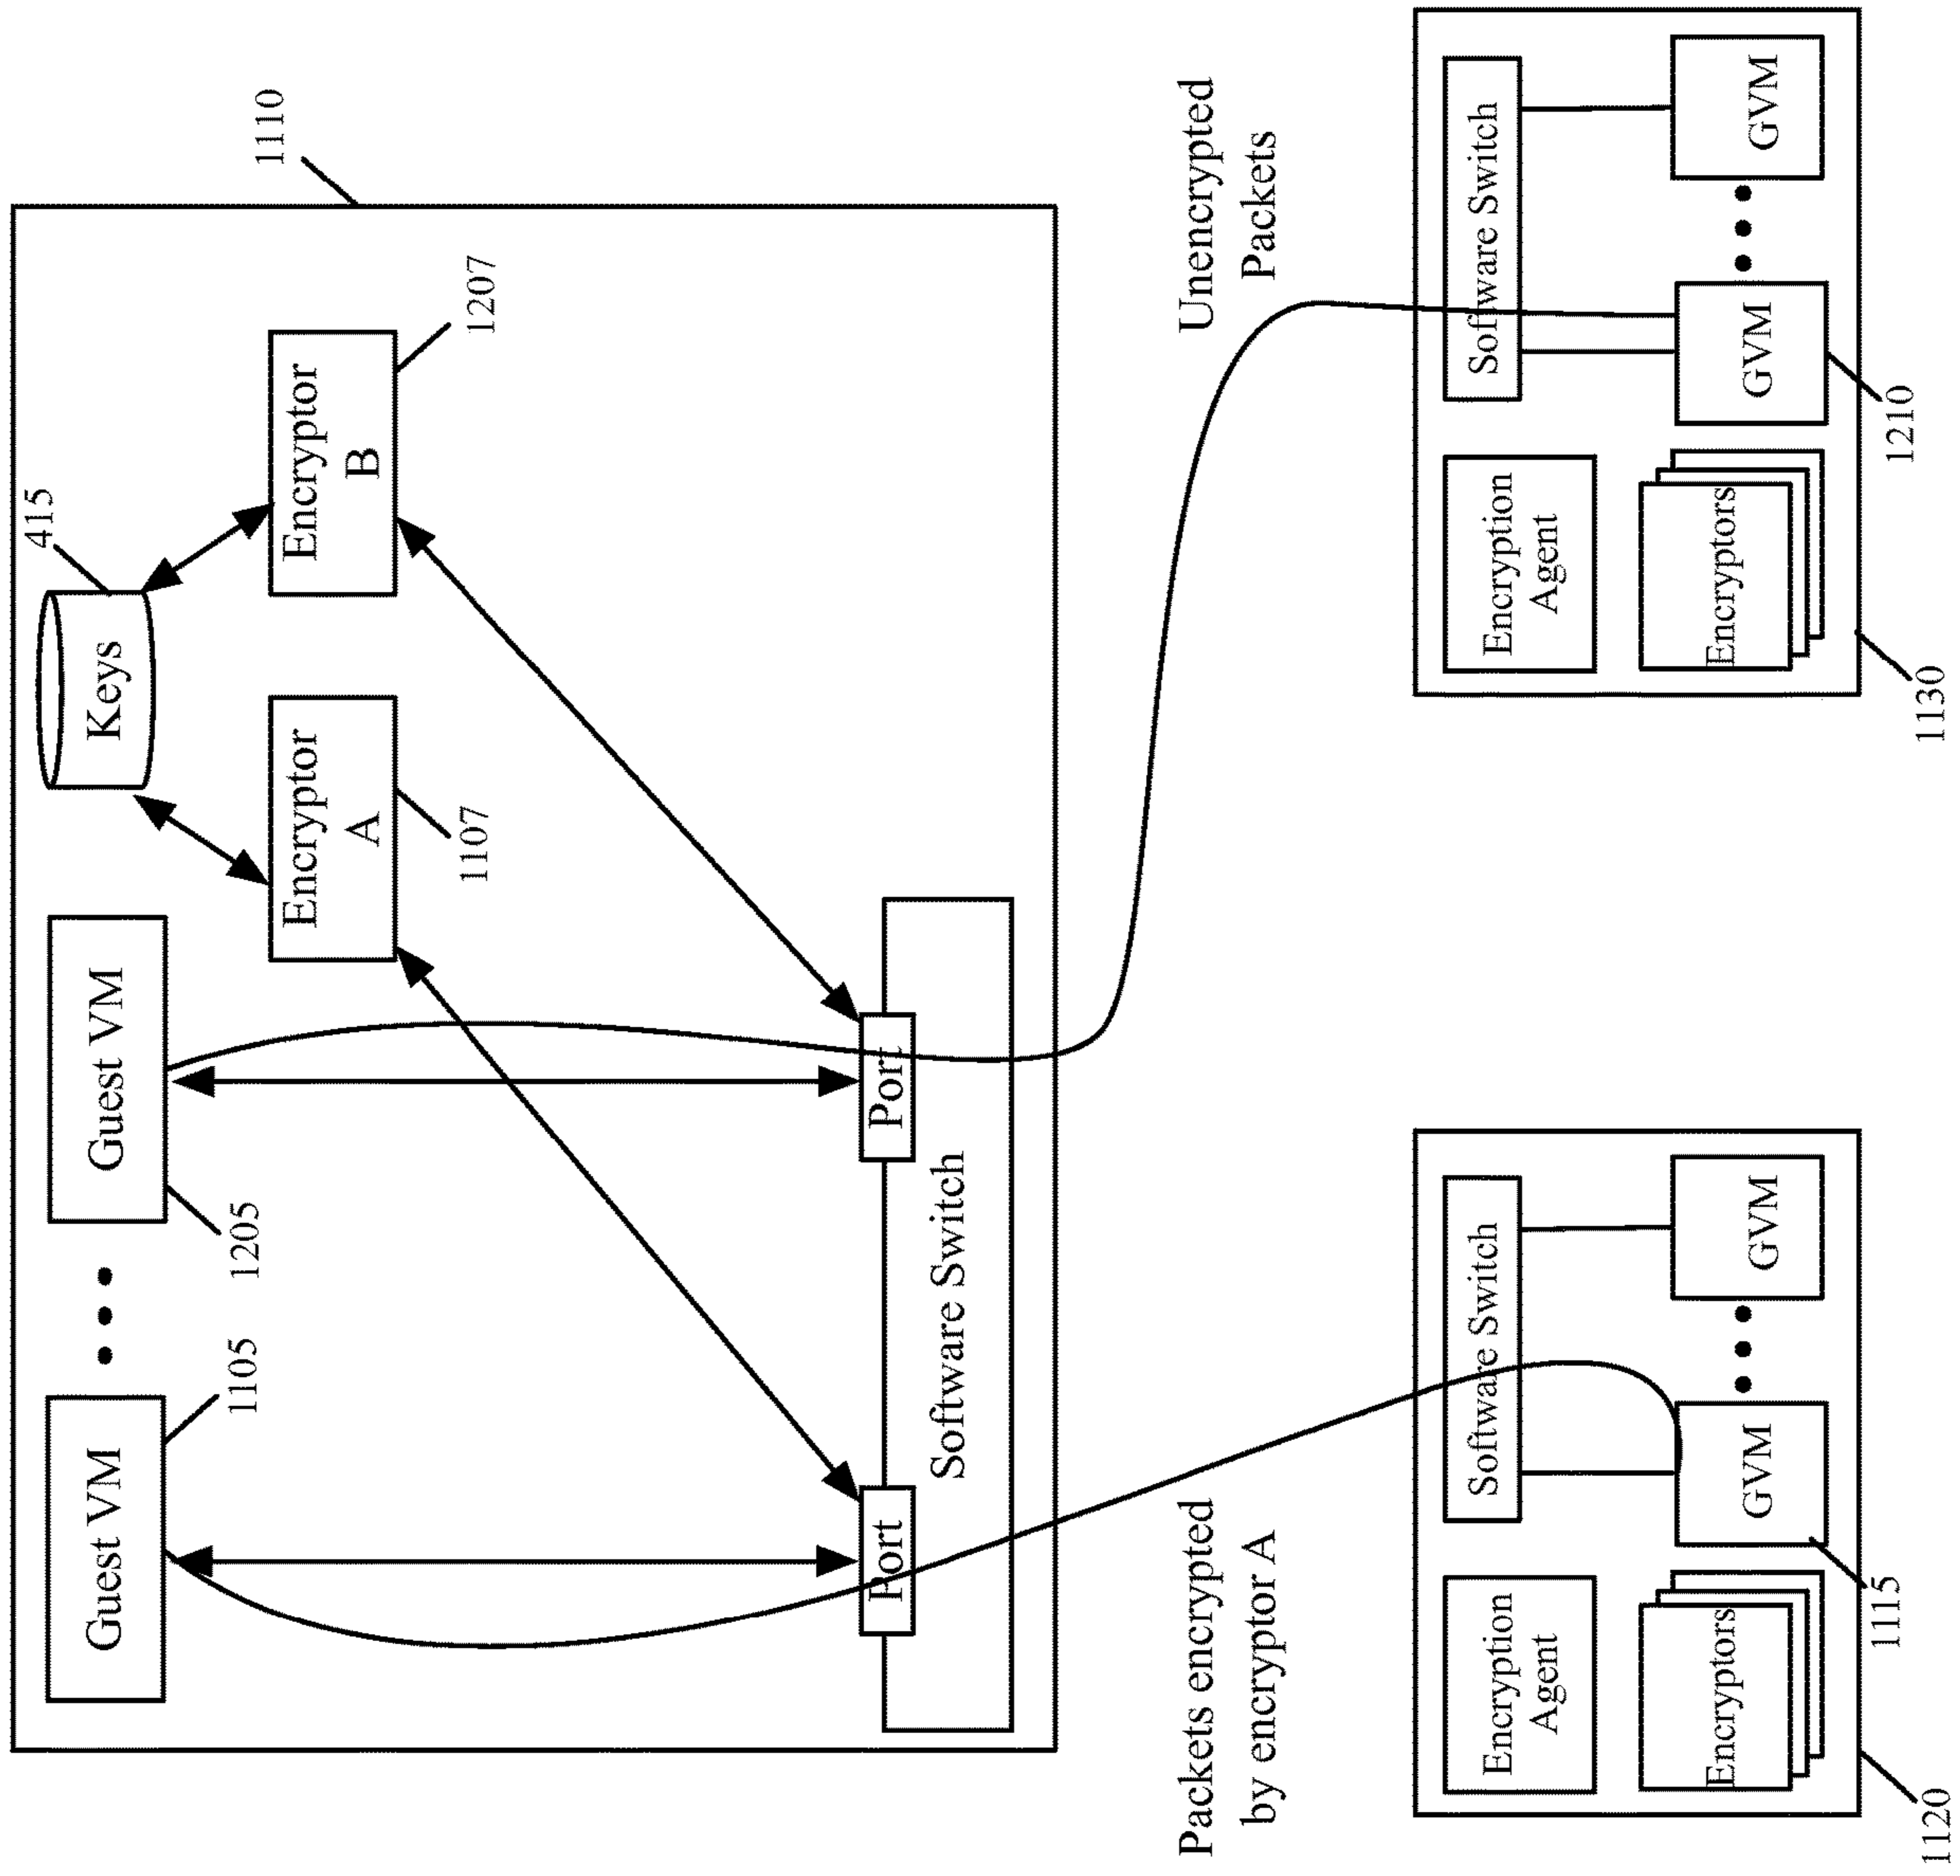 1110
415
Keys
Guest VM
1105
Guest VM
1205
Encryptor
A
1107
Encryptor
B
1207
Port
Port
Software Switch
Packets encrypted
by encryptor A
Unencrypted
Packets
Encryption
Agent
Software Switch
Encryptors
GVM
GVM
1115
1120
Encryption
Agent
Software Switch
Encryptors
GVM
GVM
1210
1130